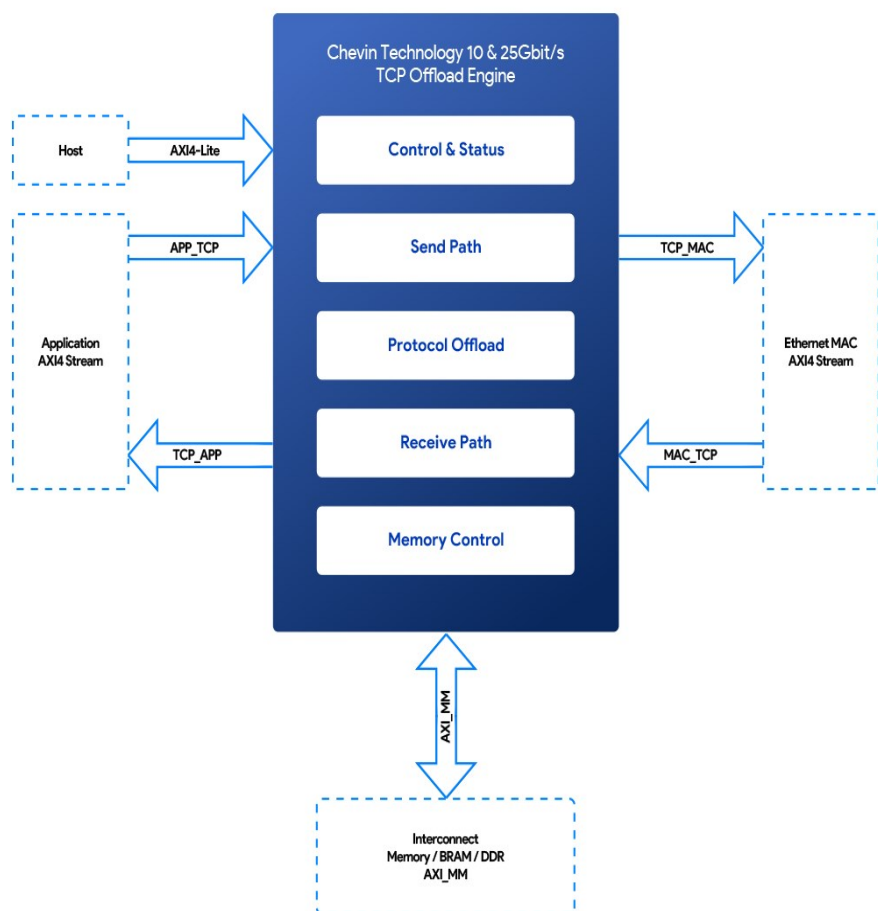 Chevin Technology 10 & 25Gbit/s
TCP Offload Engine
Control & Status
Host
AXI4-Lite
Send Path
APP_TCP
TCP_MAC
Protocol Offload
Application
AXI4 Stream
Ethernet MAC
AXI4 Stream
Receive Path
TCP_APP
MAC_TCP
Memory Control
AXI_MM
Interconnect
Memory / BRAM / DDR
AXI_MM